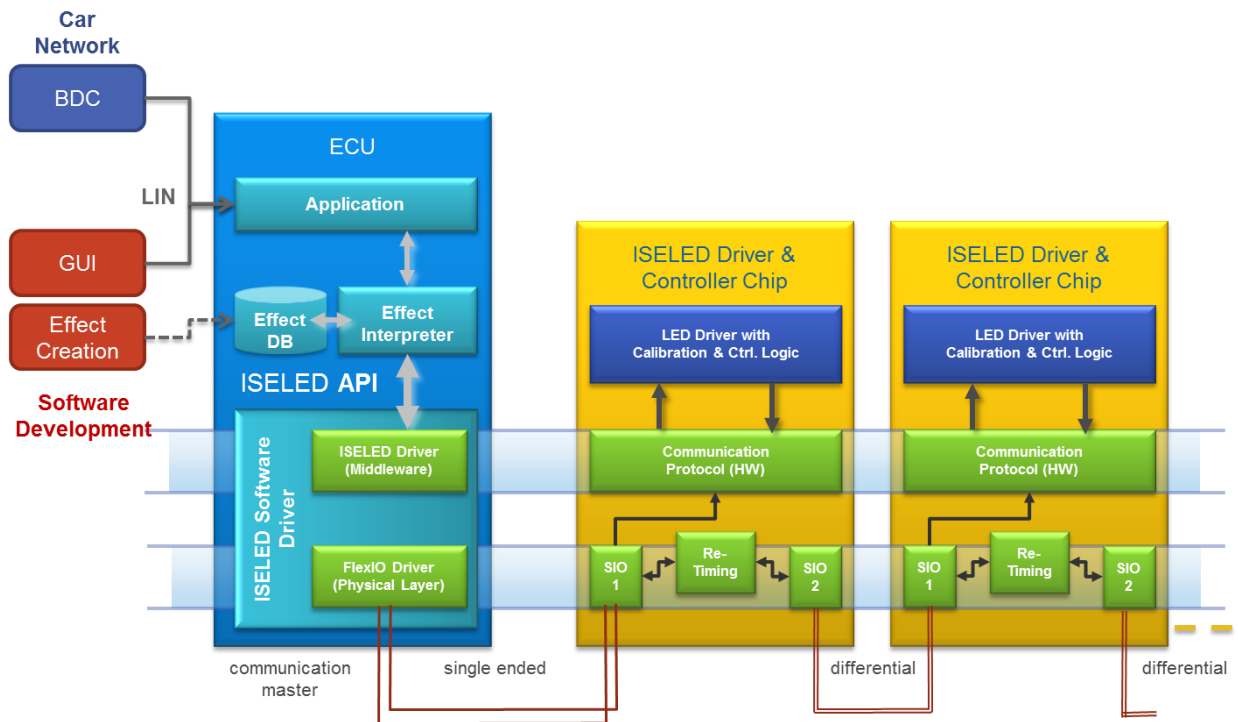 Car
Network
BDC
LIN
GUI
Effect
Creation
Software
Development
ECU
Application
Effect
DB
Effect
Interpreter
ISELED API
ISELED Software
Driver
ISELED Driver
(Middleware)
FlexIO Driver
(Physical Layer)
communication
master
single ended
ISELED Driver &
Controller Chip
LED Driver with
Calibration & Ctrl. Logic
Communication
Protocol (HW)
SIO
1
Re-
Timing
SIO
2
differential
ISELED Driver &
Controller Chip
LED Driver with
Calibration & Ctrl. Logic
Communication
Protocol (HW)
SIO
1
Re-
Timing
SIO
2
differential